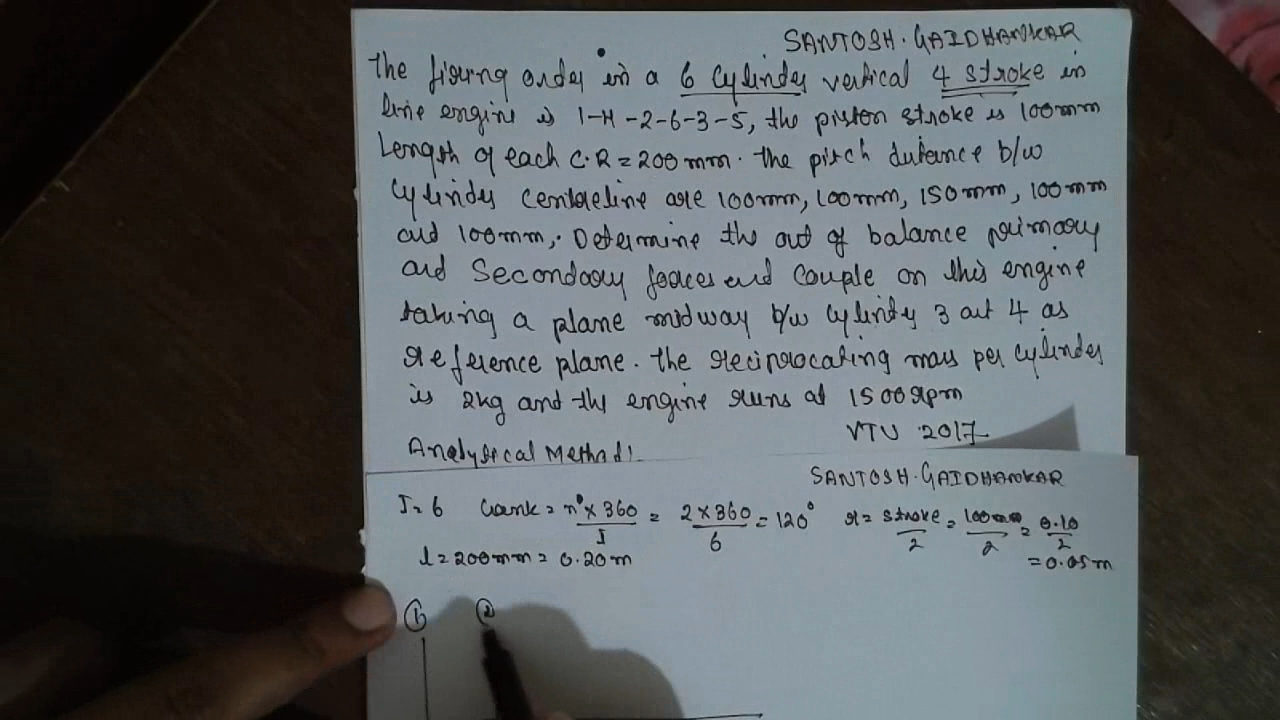 SANTOSH. GAIDHANKAR
The firing order in a 6 cylinder vertical 4 stroke in
line engine is 1-4-2-6-3-5, the piston stroke is 100mm
Length of each C.R = 200mm. the pitch distance b/w
cylinder centreline are 100mm, 100mm, 150mm, 100mm
and 100mm,. Determine the out of balance primary
and Secondary forces and Couple on this engine
taking a plane midway b/w cylinder 3 and 4 as
reference plane. the reciprocating mass per cylinder
is 2kg and the engine runs at 1500rpm
VTU 2017
Analytical Method:
SANTOSH. GAIDHANKAR
I=6 Crank = n°×360/I = 2×360/6 = 120° r = stroke/2 = 100mm/2 = 0.10/2
l = 200mm = 0.20m = 0.05m
① ②